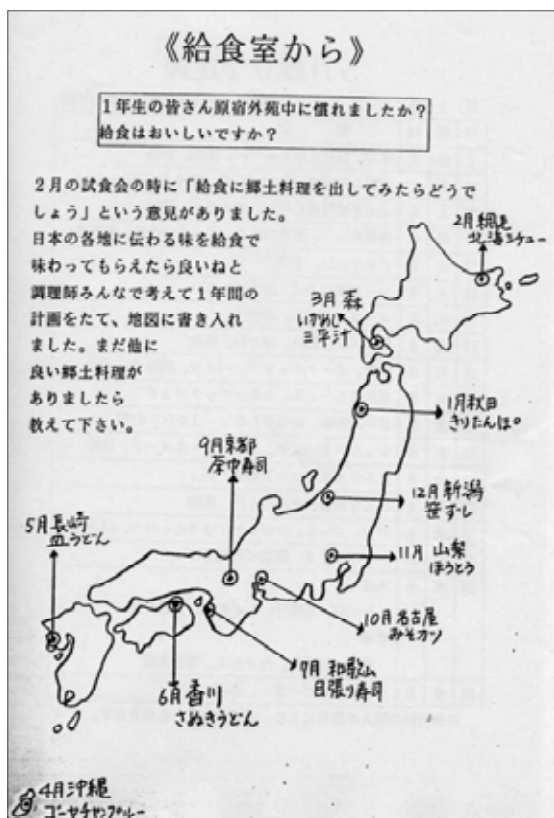 《給食室から》
1年生の皆さん原宿外苑中に慣れましたか？
給食はおいしいですか？
2月の試食会の時に「給食に郷土料理を出してみたらどうで
しょう」という意見がありました。
日本の各地に伝わる味を給食で
味わってもらえたら良いねと
調理師みんなで考えて1年間の
計画をたて、地図に書き入れ
ました。まだ他に
良い郷土料理が
ありましたら
教えて下さい。
2月網走
北海シチュー
3月森
いかめし
三平汁
1月秋田
きりたんぽ
9月京都
茶巾寿司
12月新潟
笹ずし
5月長崎
皿うどん
11月山梨
ほうとう
10月名古屋
みそカツ
7月和歌山
目張り寿司
6月香川
さぬきうどん
4月沖縄
ゴーヤチャンプルー